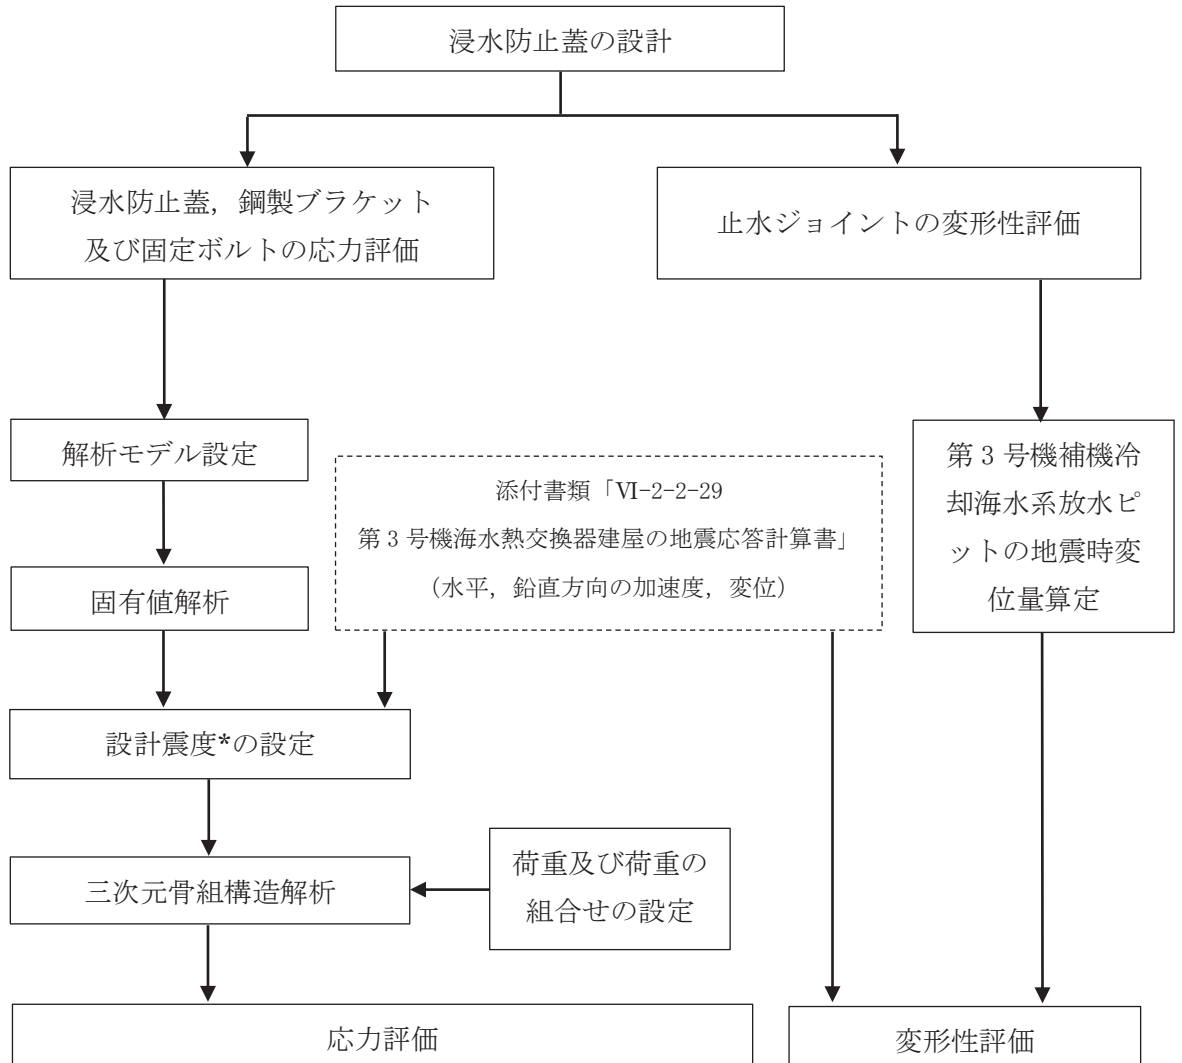 浸水防止蓋の設計
浸水防止蓋，鋼製ブラケット
及び固定ボルトの応力評価
止水ジョイントの変形性評価
解析モデル設定
添付書類「Ⅵ-2-2-29
第3号機海水熱交換器建屋の地震応答計算書」
（水平，鉛直方向の加速度，変位）
第3号機補機冷
却海水系放水ピ
ットの地震時変
位量算定
固有値解析
設計震度*の設定
三次元骨組構造解析
荷重及び荷重の
組合せの設定
応力評価
変形性評価